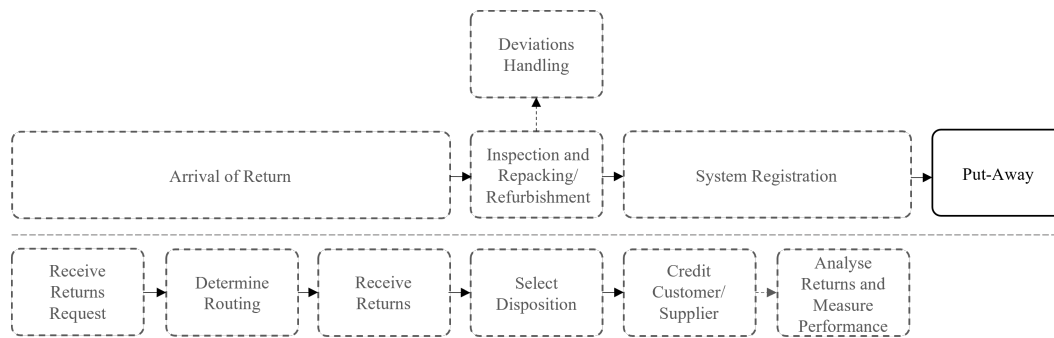 Deviations
Handling
Arrival of Return
Inspection and
Repacking/
Refurbishment
System Registration
Put-Away
Receive
Returns
Request
Determine
Routing
Receive
Returns
Select
Disposition
Credit
Customer/
Supplier
Analyse
Returns and
Measure
Performance